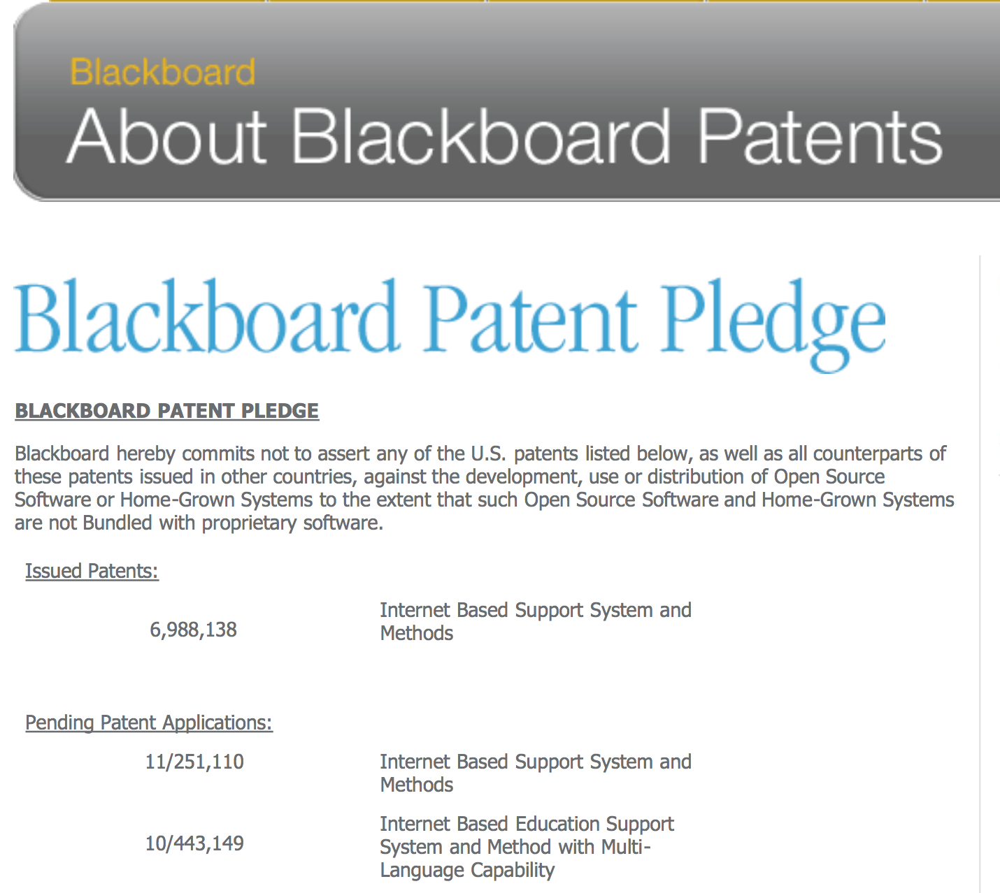 Blackboard
About Blackboard Patents
Blackboard Patent Pledge
BLACKBOARD PATENT PLEDGE
Blackboard hereby commits not to assert any of the U.S. patents listed below, as well as all counterparts of
these patents issued in other countries, against the development, use or distribution of Open Source
Software or Home-Grown Systems to the extent that such Open Source Software and Home-Grown Systems
are not Bundled with proprietary software.
Issued Patents:
6,988,138
Internet Based Support System and
Methods
Pending Patent Applications:
11/251,110
Internet Based Support System and
Methods
10/443,149
Internet Based Education Support
System and Method with Multi-
Language Capability